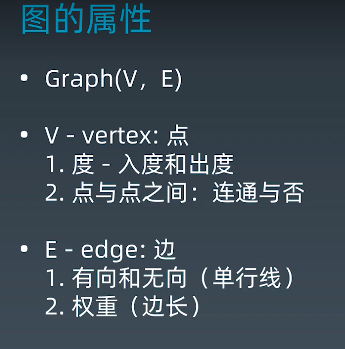 图的属性
• Graph(V，E)
• V - vertex: 点
1. 度 - 入度和出度
2. 点与点之间：连通与否
• E - edge: 边
1. 有向和无向（单行线）
2. 权重（边长）